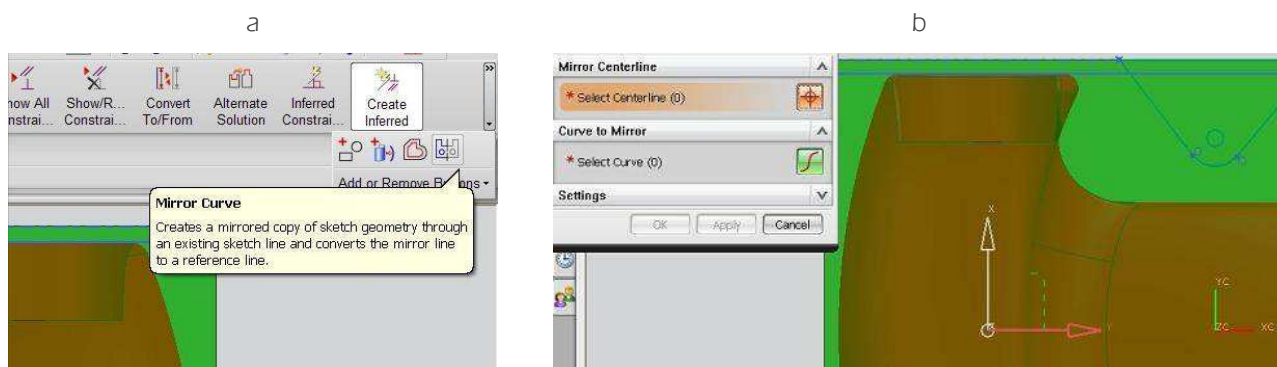 a
b
now All Show/R... Convert Alternate Inferred Create
nstrai... Constrai... To/From Solution Constrai... Inferred
Add or Remove B ons
Mirror Curve
Creates a mirrored copy of sketch geometry through
an existing sketch line and converts the mirror line
to a reference line.
Mirror Centerline
* Select Centerline (0)
Curve to Mirror
* Select Curve (0)
Settings
OK Apply Cancel
X
Y
YC
ZC XC